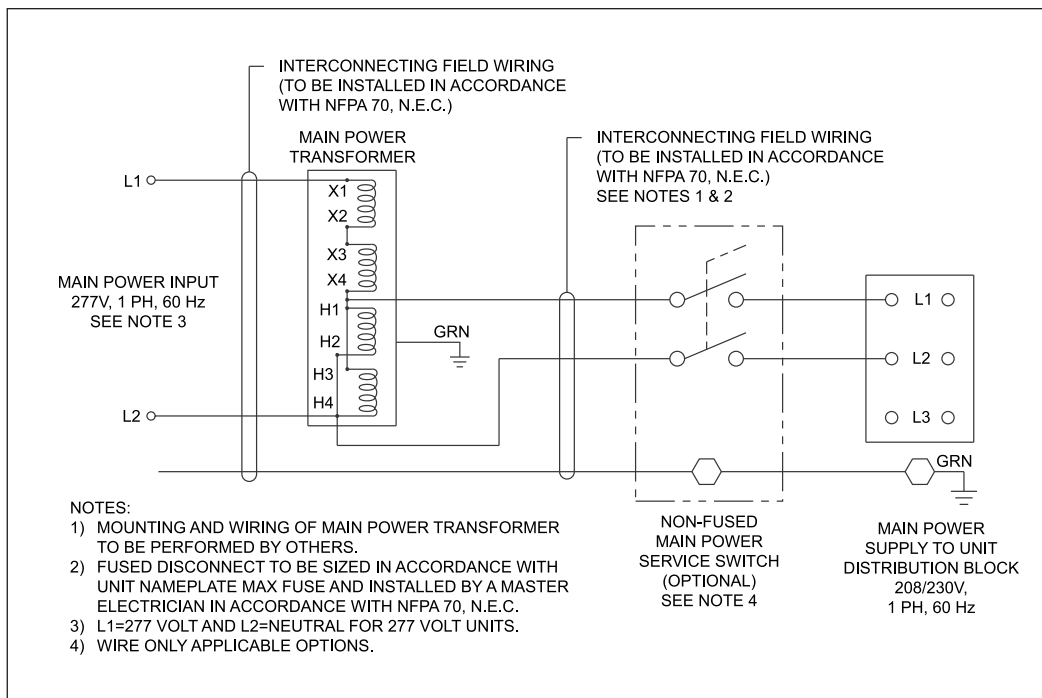 INTERCONNECTING FIELD WIRING
(TO BE INSTALLED IN ACCORDANCE
WITH NFPA 70, N.E.C.)
MAIN POWER
TRANSFORMER
INTERCONNECTING FIELD WIRING
(TO BE INSTALLED IN ACCORDANCE
WITH NFPA 70, N.E.C.)
SEE NOTES 1 & 2
L1
X1
X2
X3
X4
H1
H2
H3
H4
MAIN POWER INPUT
277V, 1 PH, 60 Hz
SEE NOTE 3
L2
GRN
L1
L2
L3
GRN
NON-FUSED
MAIN POWER
SERVICE SWITCH
(OPTIONAL)
SEE NOTE 4
MAIN POWER
SUPPLY TO UNIT
DISTRIBUTION BLOCK
208/230V,
1 PH, 60 Hz
NOTES:
1) MOUNTING AND WIRING OF MAIN POWER TRANSFORMER
TO BE PERFORMED BY OTHERS.
2) FUSED DISCONNECT TO BE SIZED IN ACCORDANCE WITH
UNIT NAMEPLATE MAX FUSE AND INSTALLED BY A MASTER
ELECTRICIAN IN ACCORDANCE WITH NFPA 70, N.E.C.
3) L1=277 VOLT AND L2=NEUTRAL FOR 277 VOLT UNITS.
4) WIRE ONLY APPLICABLE OPTIONS.